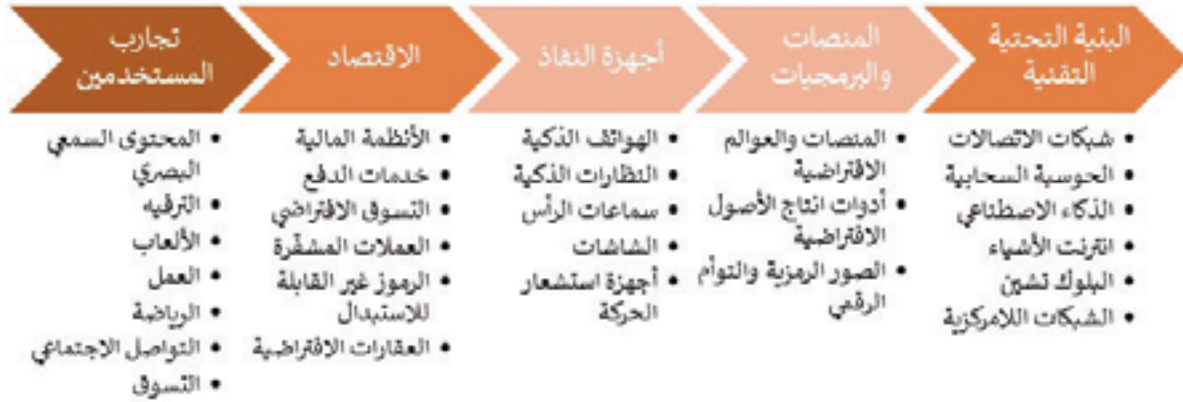 البنية التحتية
التقنية
• شبكات الاتصالات
• الحوسبة السحابية
• الذكاء الاصطناعي
• انترنت الأشياء
• البلوك تشين
• الشبكات اللامركزية
المنصات
والبرمجيات
• المنصات والعوالم
الافتراضية
• أدوات انتاج الأصول
الافتراضية
• الصور الرمزية والتوأم
الرقمي
أجهزة النفاذ
• الهواتف الذكية
• النظارات الذكية
• سماعات الرأس
• الشاشات
• أجهزة استشعار
الحركة
الاقتصاد
• الأنظمة المالية
• خدمات الدفع
• التسوق الافتراضي
• العملات المشفّرة
• الرموز غير القابلة
للاستبدال
• العقارات الافتراضية
تجارب
المستخدمين
• المحتوى السمعي
البصري
• الترفيه
• الألعاب
• العمل
• الرياضة
• التواصل الاجتماعي
• التسوق